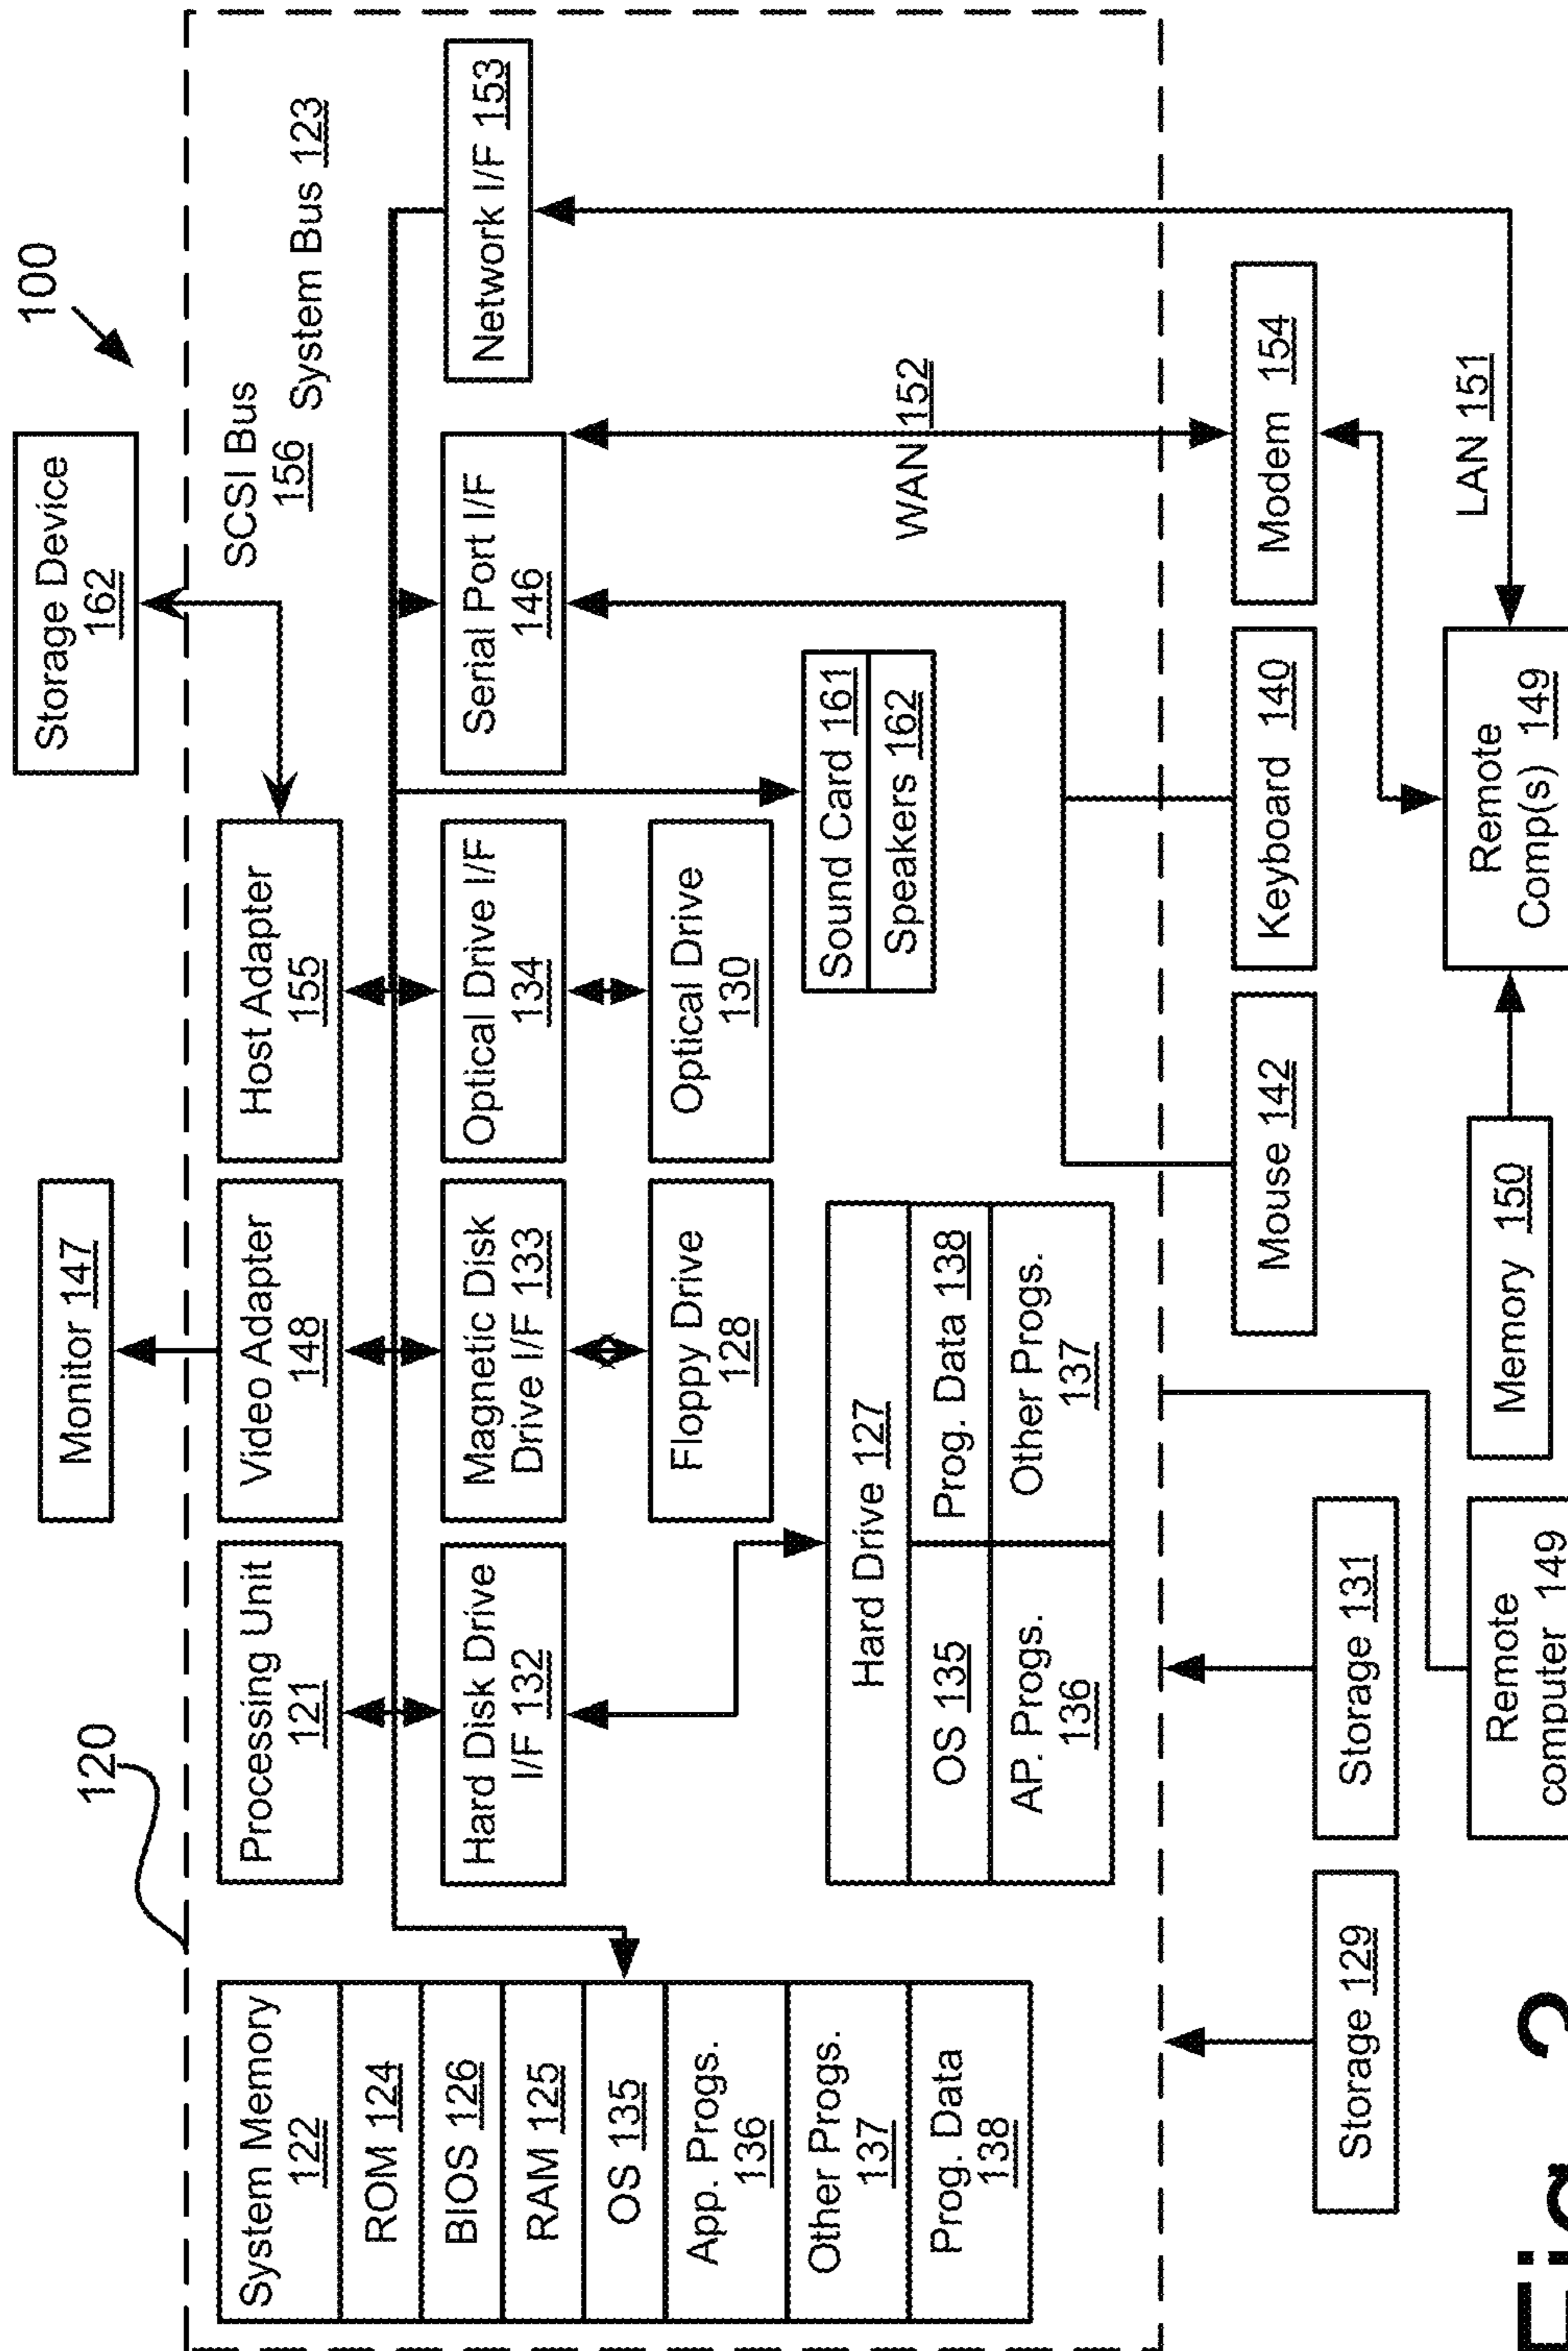 100
120
Monitor 147
Storage Device
162
SCSI Bus
156
System Bus 123
System Memory
122
ROM 124
BIOS 126
RAM 125
OS 135
App. Progs.
136
Other Progs.
137
Prog. Data
138
Processing Unit
121
Video Adapter
148
Host Adapter
155
Hard Disk Drive
I/F 132
Magnetic Disk
Drive I/F 133
Optical Drive I/F
134
Serial Port I/F
146
Network I/F 153
Floppy Drive
128
Optical Drive
130
Sound Card 161
Speakers 162
Hard Drive 127
OS 135
Prog. Data 138
AP. Progs.
136
Other Progs.
137
WAN 152
Storage 129
Storage 131
Mouse 142
Keyboard 140
Modem 154
Remote
computer 149
Memory 150
Remote
Comp(s) 149
LAN 151